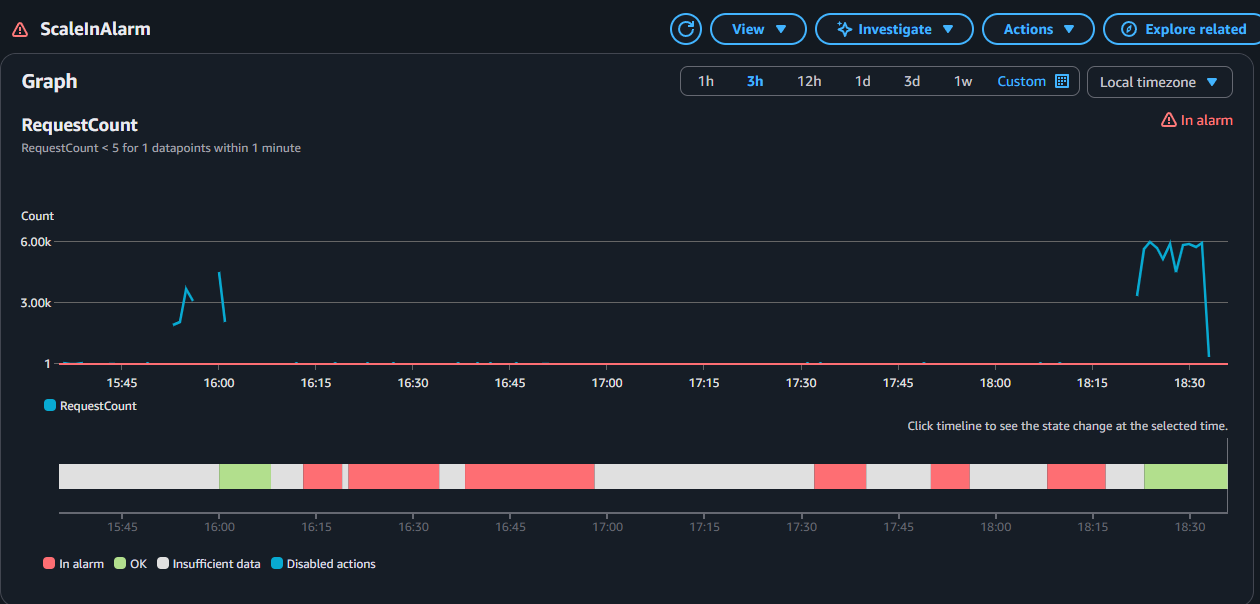 ScaleInAlarm
View
Investigate
Actions
Explore related
Graph
1h 3h 12h 1d 3d 1w Custom
Local timezone
RequestCount
In alarm
RequestCount < 5 for 1 datapoints within 1 minute
Count
6.00k
3.00k
1
15:45 16:00 16:15 16:30 16:45 17:00 17:15 17:30 17:45 18:00 18:15 18:30
RequestCount
Click timeline to see the state change at the selected time.
15:45 16:00 16:15 16:30 16:45 17:00 17:15 17:30 17:45 18:00 18:15 18:30
In alarm OK Insufficient data Disabled actions